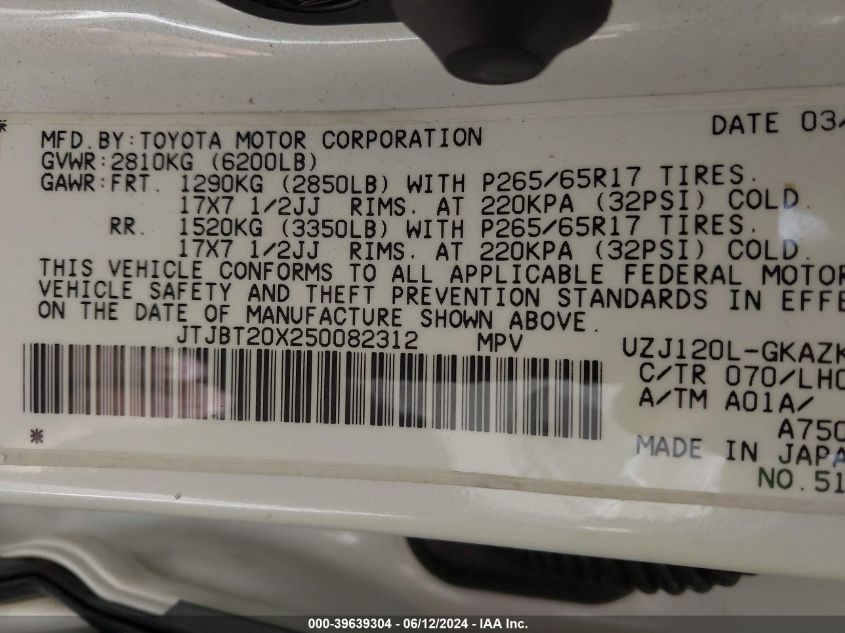 *
MFD.BY:TOYOTA MOTOR CORPORATION DATE 03/
GVWR:2810KG (6200LB)
GAWR:FRT. 1290KG (2850LB) WITH P265/65R17 TIRES.
17X7 1/2JJ RIMS. AT 220KPA (32PSI) COLD.
RR. 1520KG (3350LB) WITH P265/65R17 TIRES.
17X7 1/2JJ RIMS. AT 220KPA (32PSI) COLD.
THIS VEHICLE CONFORMS TO ALL APPLICABLE FEDERAL MOTOR
VEHICLE SAFETY AND THEFT PREVENTION STANDARDS IN EFFE
ON THE DATE OF MANUFACTURE SHOWN ABOVE.
JTJBT20X250082312 MPV UZJ120L-GKAZK
C/TR 070/LH0
A/TM A01A/
A750
*
MADE IN JAPA
NO.51
000-39639304 - 06/12/2024 - IAA Inc.